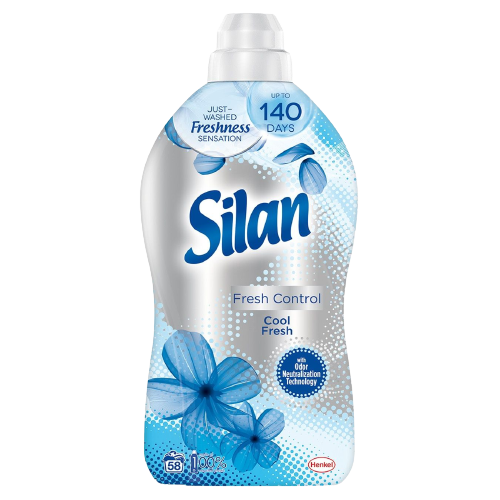 JUST-
WASHED
Freshness
SENSATION
UP TO
140
DAYS
Silan
Fresh Control
Cool
Fresh
with
Odor
Neutralization
Technology
58
100%
Henkel